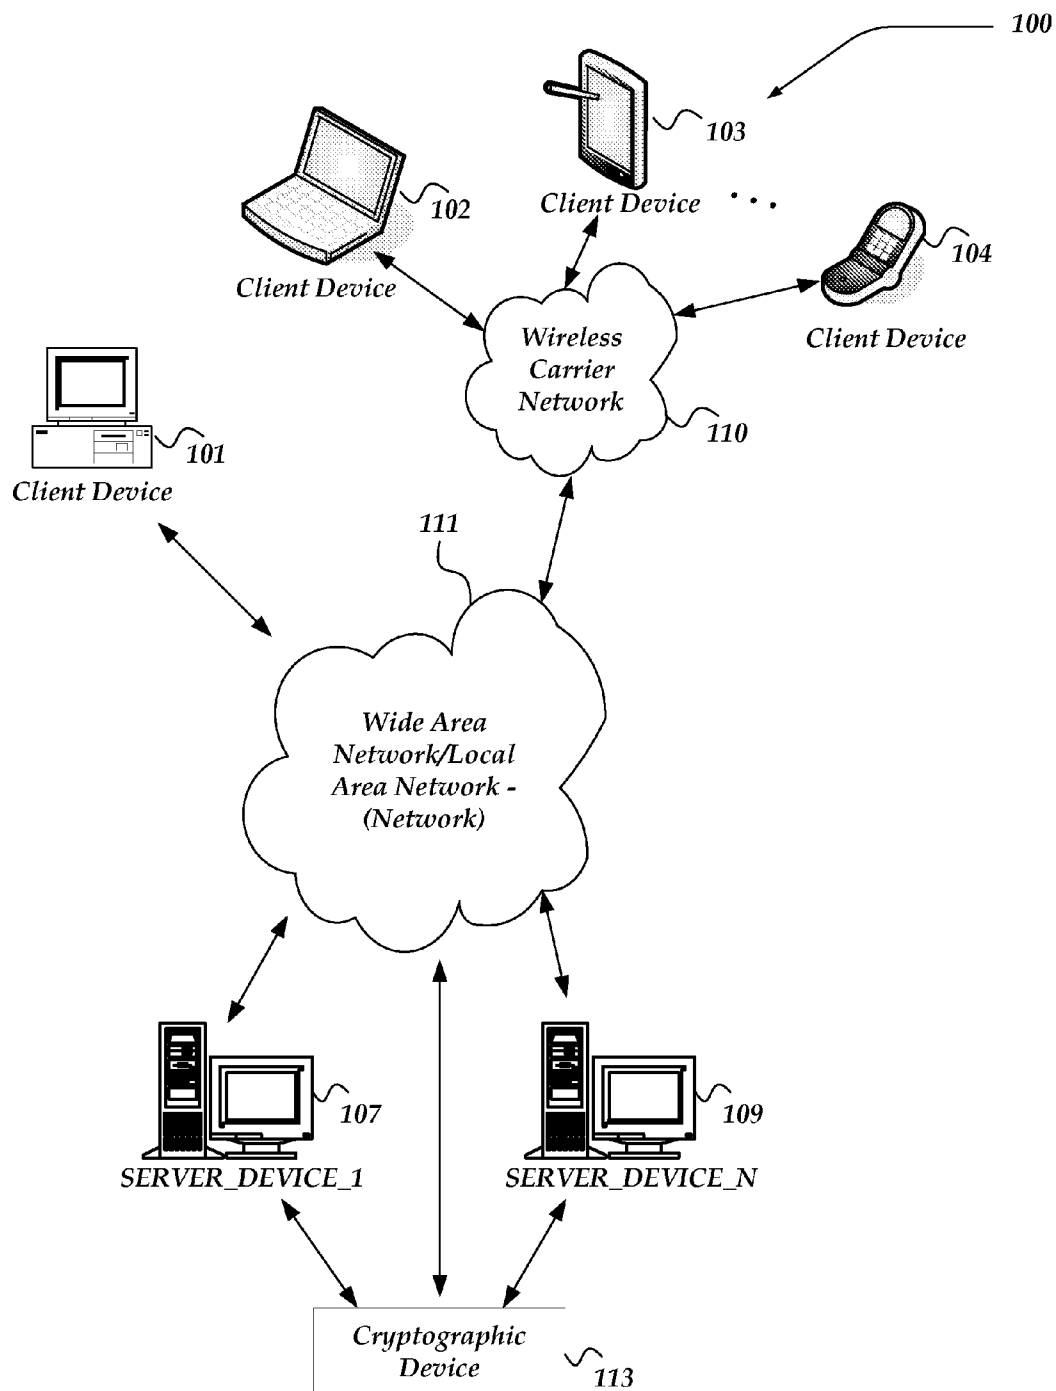 100
103
Client Device
. . .
102
Client Device
104
Client Device
Wireless
Carrier
Network
110
101
Client Device
111
Wide Area
Network/Local
Area Network -
(Network)
107
SERVER_DEVICE_1
109
SERVER_DEVICE_N
Cryptographic
Device
113